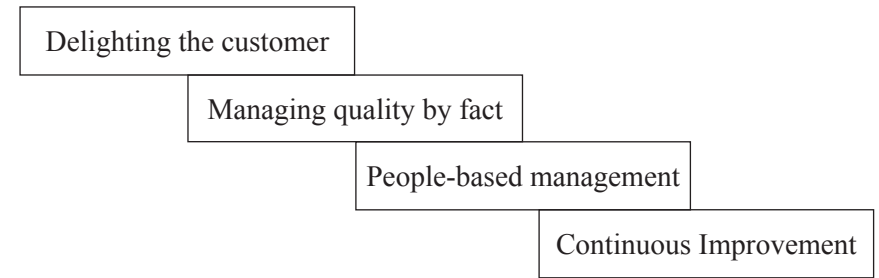 Delighting the customer
Managing quality by fact
People-based management
Continuous Improvement